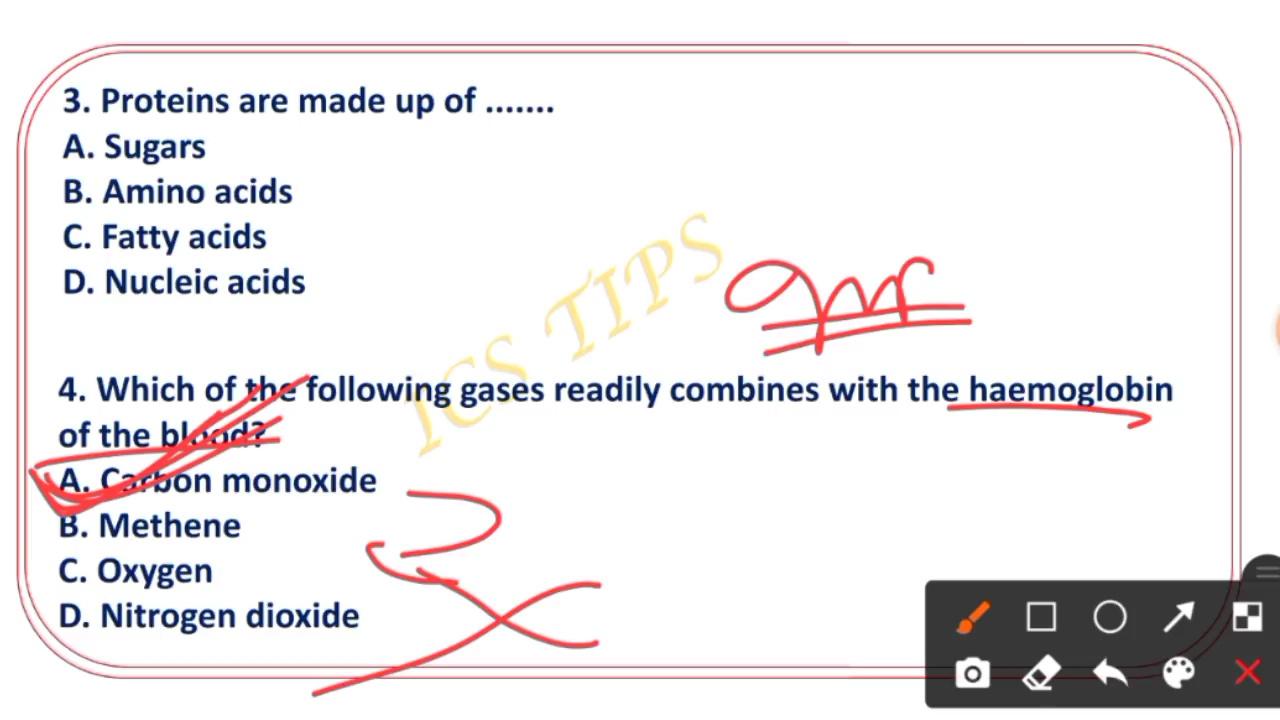 3. Proteins are made up of .......
A. Sugars
B. Amino acids
C. Fatty acids
D. Nucleic acids
ICS TIPS
4. Which of the following gases readily combines with the haemoglobin
of the blood?
A. Carbon monoxide
B. Methene
C. Oxygen
D. Nitrogen dioxide